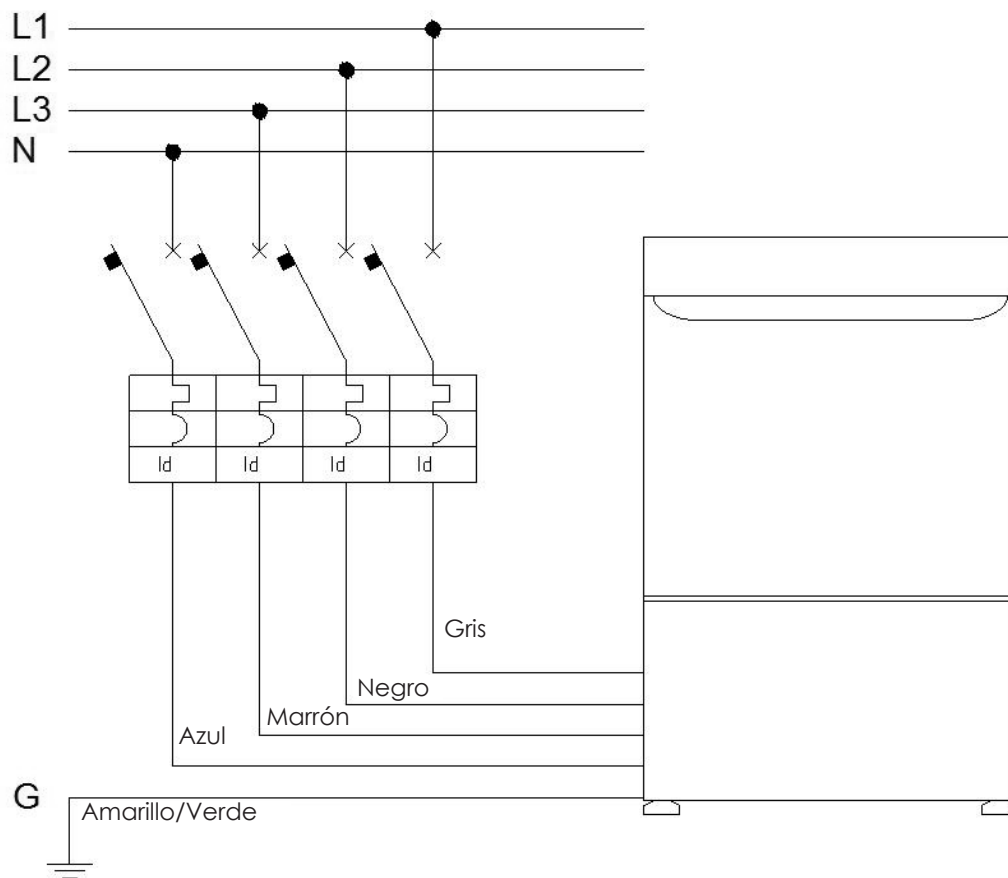 L1
L2
L3
N
Id Id Id Id
Gris
Negro
Marrón
Azul
G
Amarillo/Verde